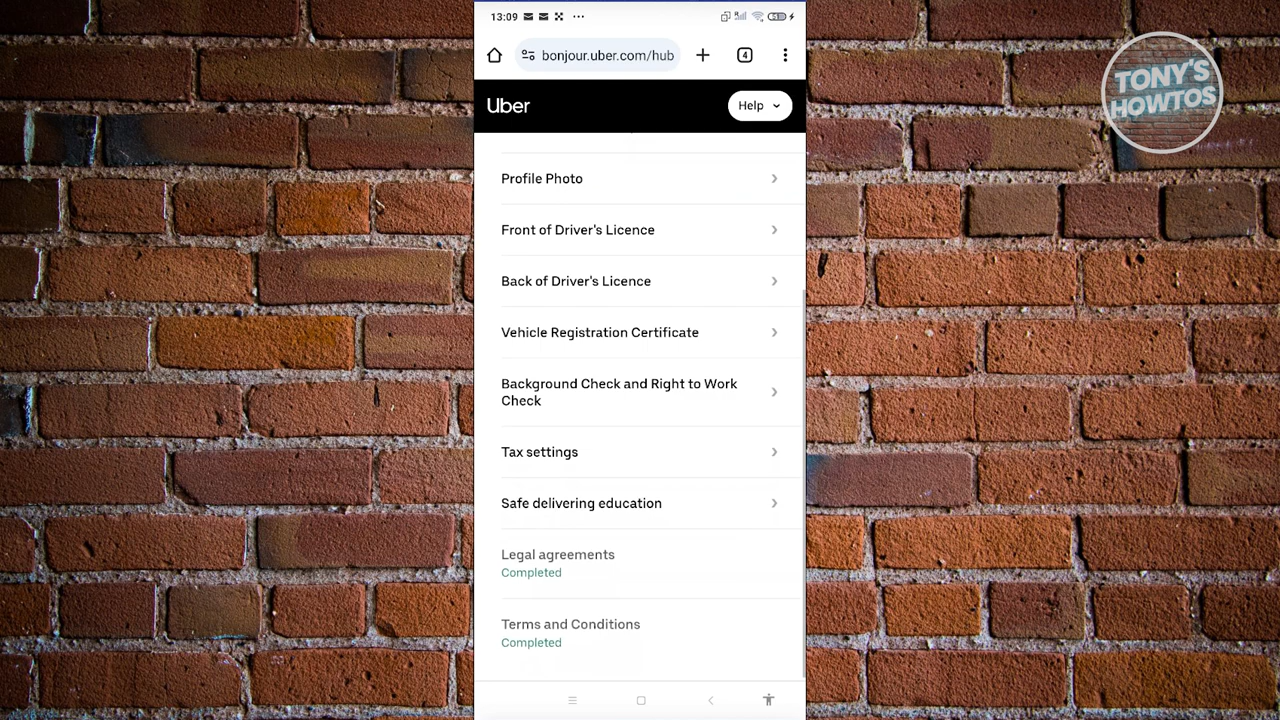 13:09
bonjour.uber.com/hub
4
Uber
Help
TONY'S
HOWTOS
Profile Photo
Front of Driver's Licence
Back of Driver's Licence
Vehicle Registration Certificate
Background Check and Right to Work
Check
Tax settings
Safe delivering education
Legal agreements
Completed
Terms and Conditions
Completed